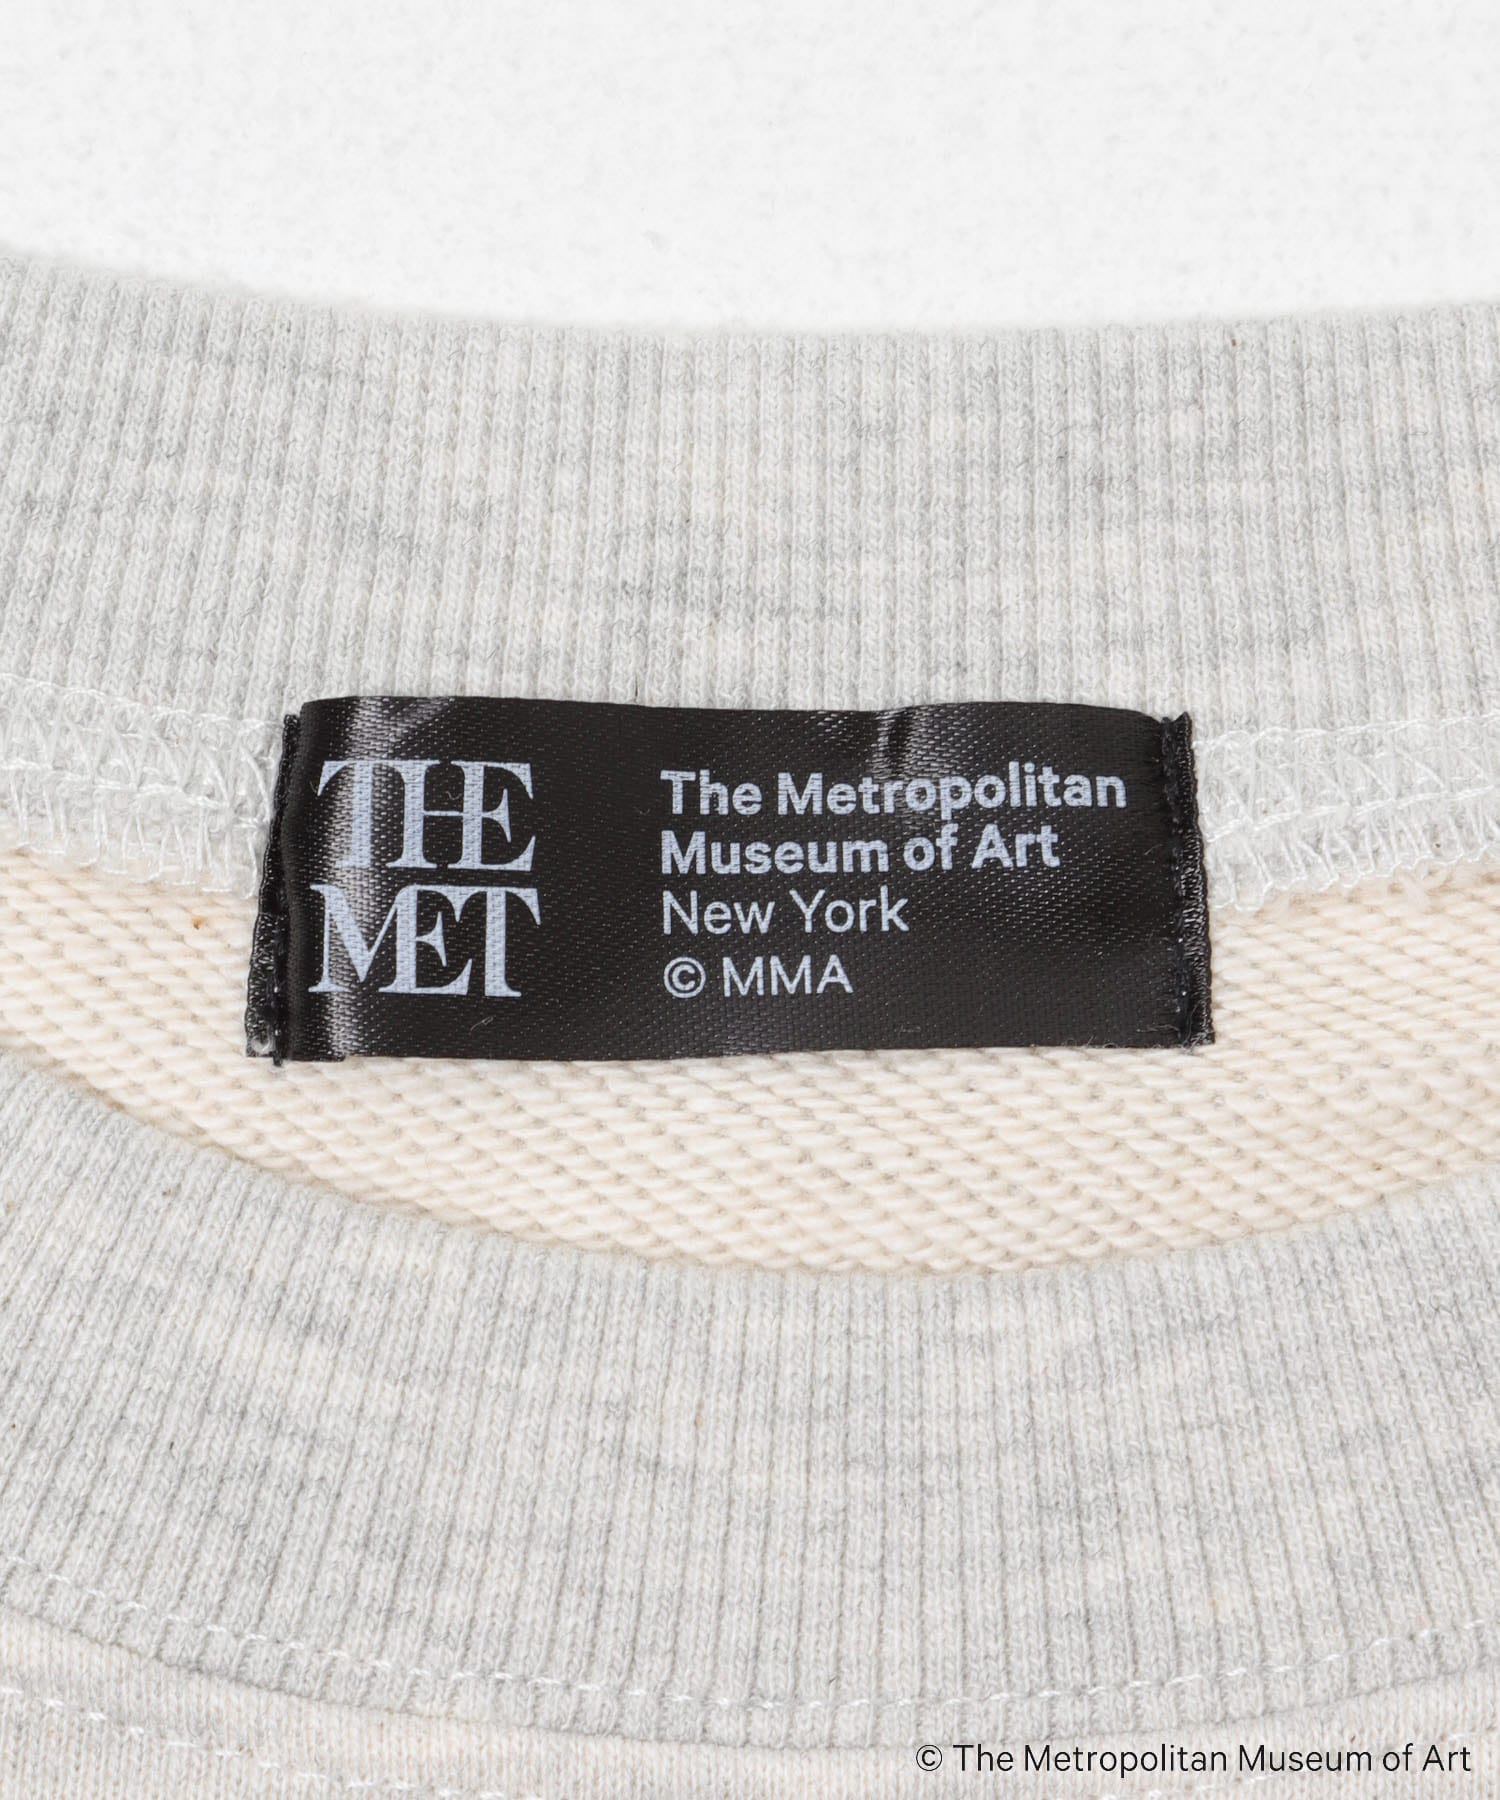 THE
MET
The Metropolitan
Museum of Art
New York
© MMA
© The Metropolitan Museum of Art